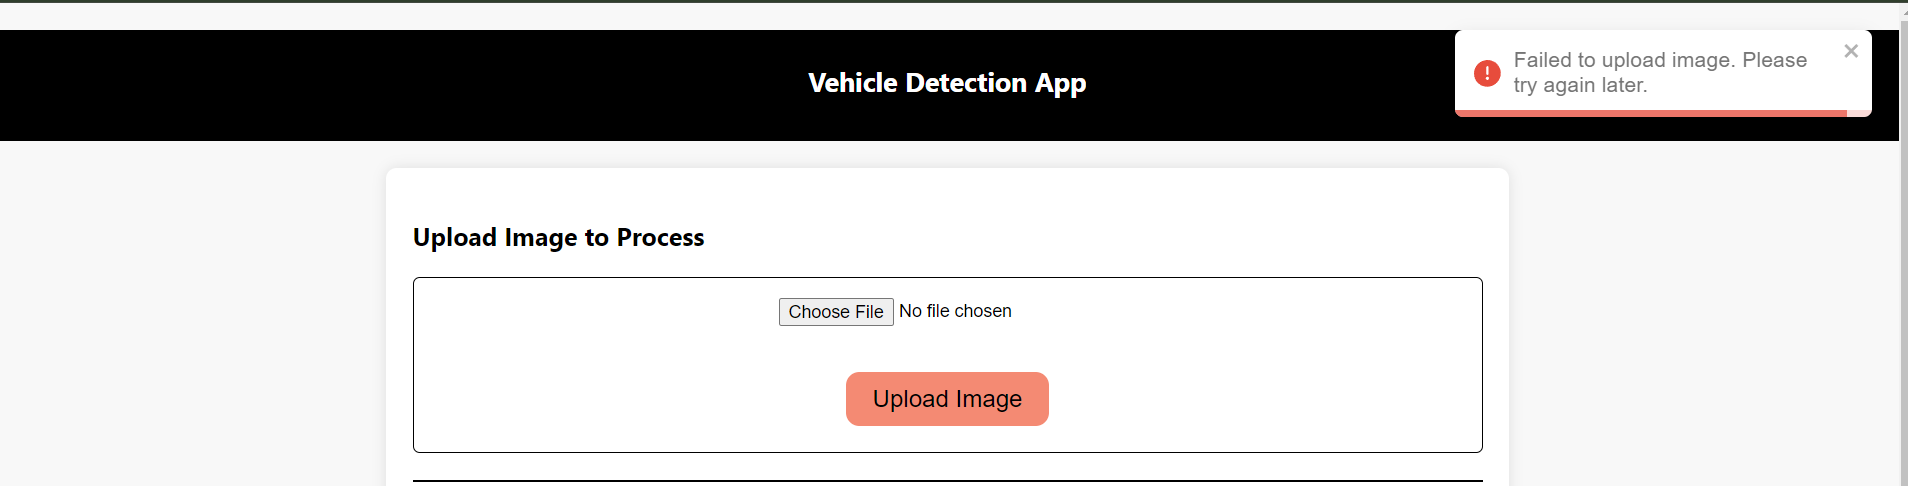 Vehicle Detection App
Failed to upload image. Please
try again later.
Upload Image to Process
Choose File No file chosen
Upload Image